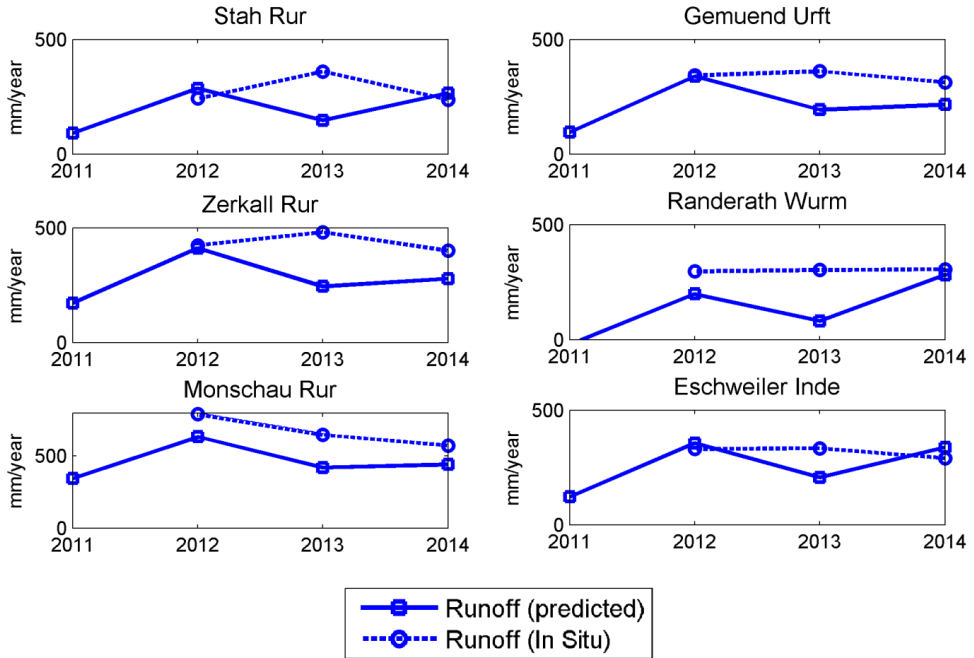 Stah Rur
500
mm/year
0
2011 2012 2013 2014
Gemuend Urft
500
mm/year
0
2011 2012 2013 2014
Zerkall Rur
500
mm/year
0
2011 2012 2013 2014
Randerath Wurm
500
mm/year
0
2011 2012 2013 2014
Monschau Rur
500
mm/year
0
2011 2012 2013 2014
Eschweiler Inde
500
mm/year
0
2011 2012 2013 2014
Runoff (predicted)
Runoff (In Situ)